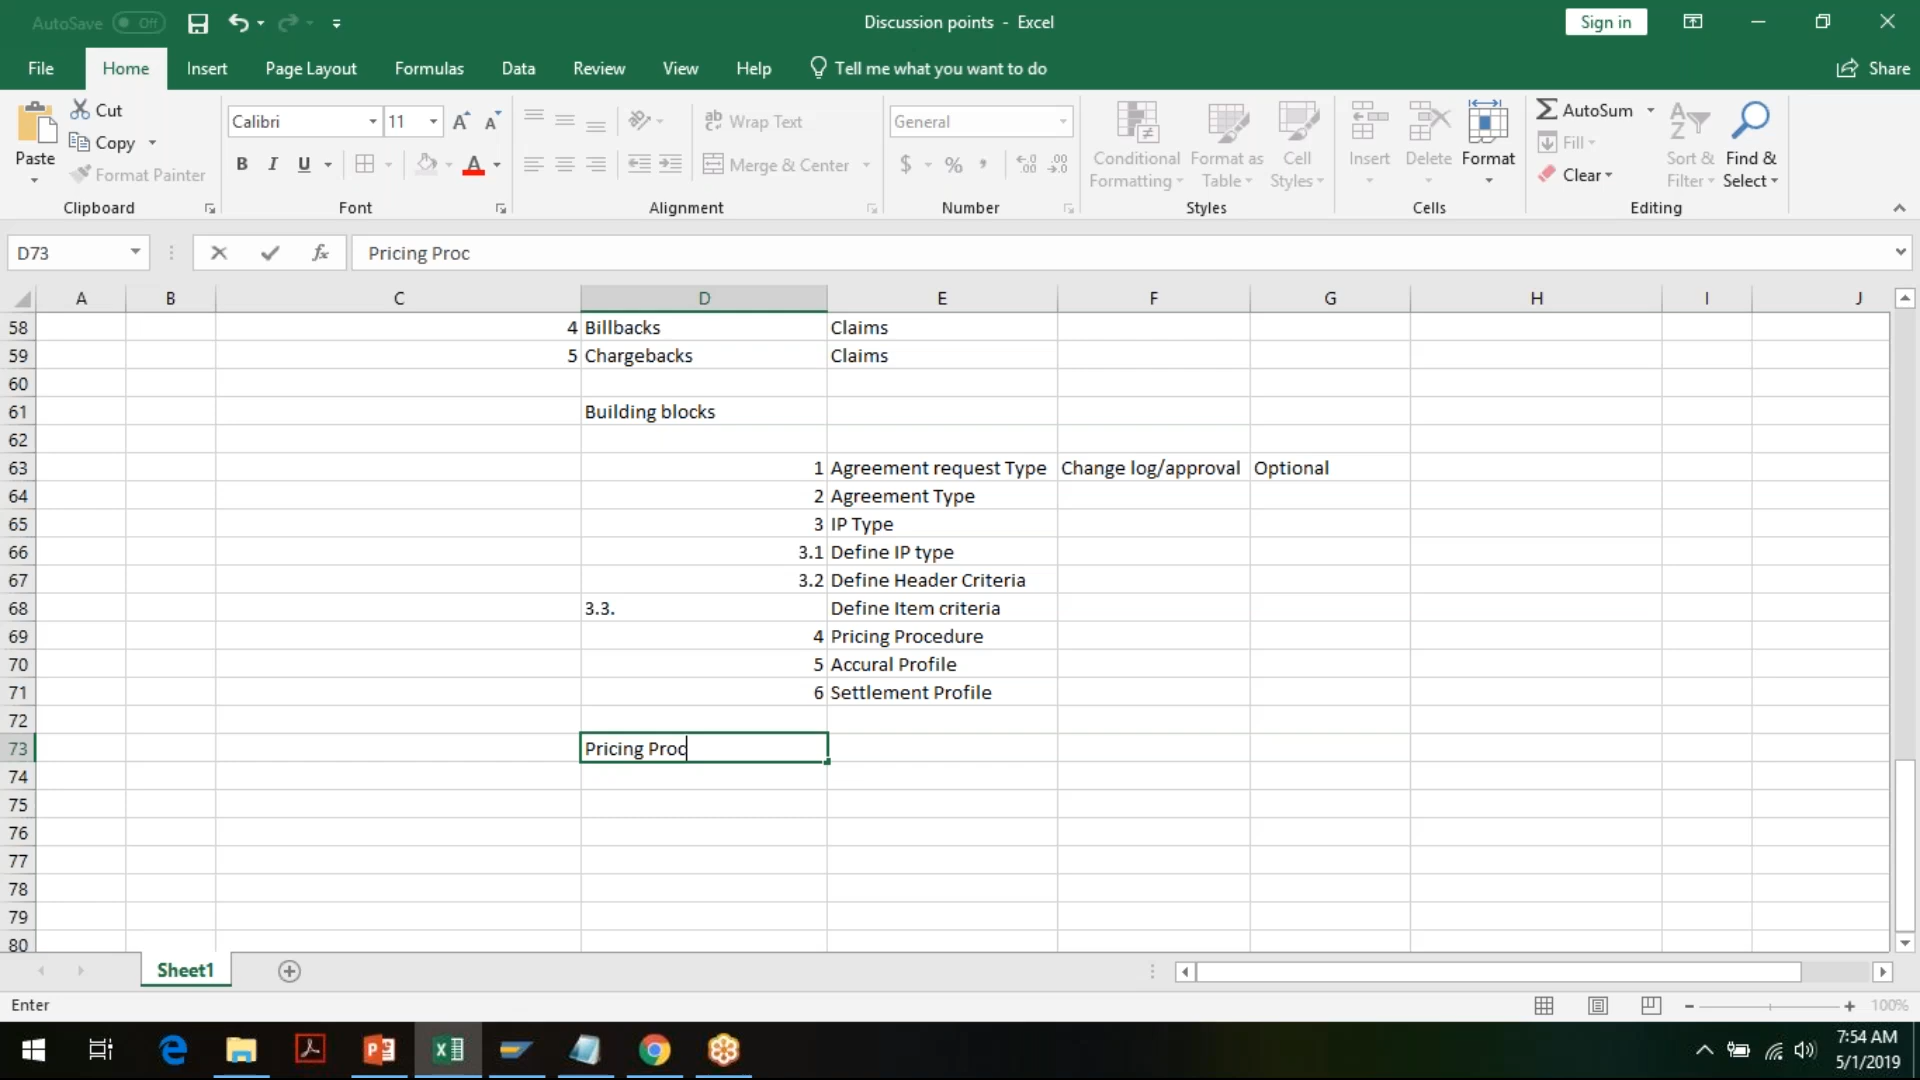 AutoSave Off
Discussion points - Excel
Sign in
File Home Insert Page Layout Formulas Data Review View Help Tell me what you want to do Share
Paste
Cut
Copy
Format Painter
Clipboard
Calibri 11
B I U
Font
Wrap Text
Merge & Center
Alignment
General
$ %
Number
Conditional Formatting
Format as Table
Cell Styles
Styles
Insert Delete Format
Cells
AutoSum
Fill
Clear
Sort & Filter
Find & Select
Editing
D73 fx Pricing Proc
A B C D E F G H I J
58 4 Billbacks Claims
59 5 Chargebacks Claims
60
61 Building blocks
62
63 1 Agreement request Type Change log/approval Optional
64 2 Agreement Type
65 3 IP Type
66 3.1 Define IP type
67 3.2 Define Header Criteria
68 3.3. Define Item criteria
69 4 Pricing Procedure
70 5 Accural Profile
71 6 Settlement Profile
72
73 Pricing Proc
74
75
76
77
78
79
80
Sheet1
Enter
100%
7:54 AM
5/1/2019